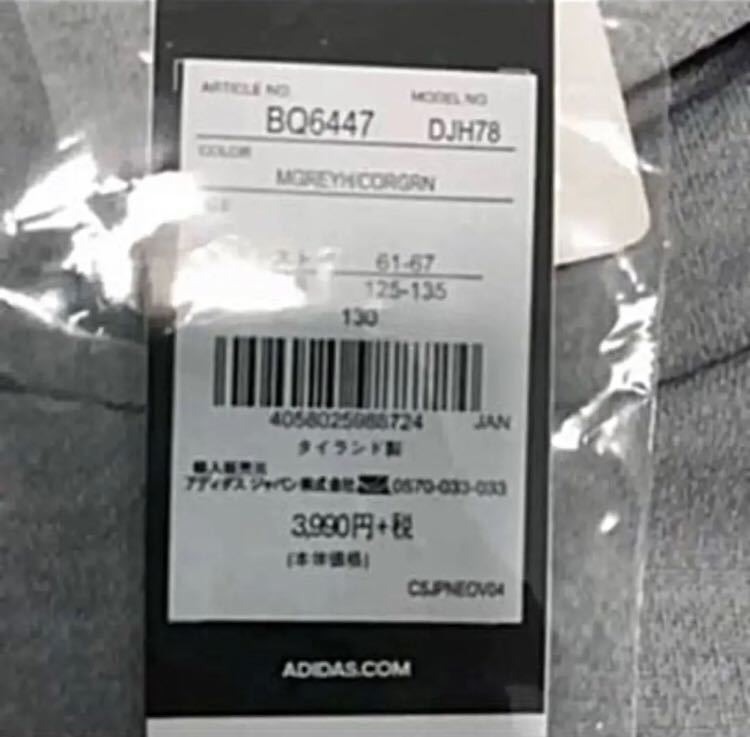 ARTICLE NO. MODEL NO
BQ6447 DJH78
COLOR
MGREYH/CORGRN
61-67
125-135
130
4058025988724 JAN
タイランド製
輸入販売元
アディダス ジャパン株式会社 0570-033-033
3,990円+税
(本体価格)
C5JPNEOV04
ADIDAS.COM